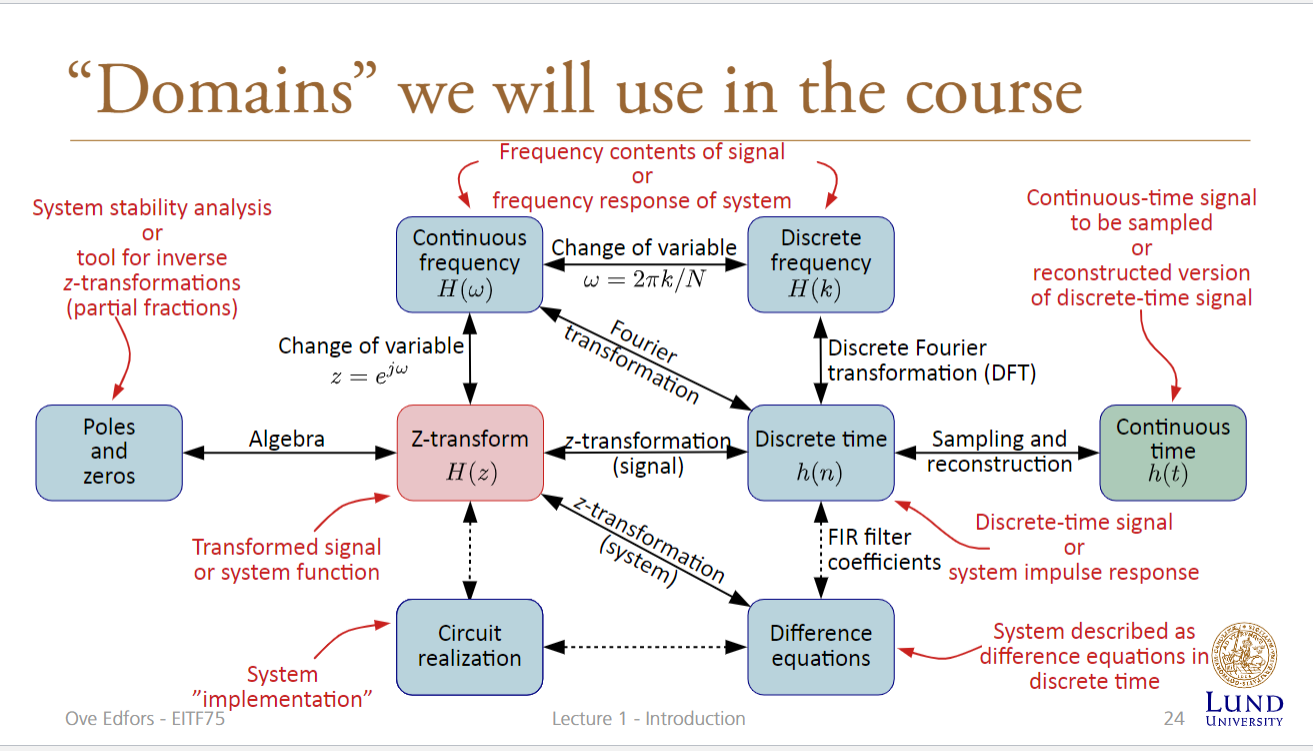 “Domains” we will use in the course
Frequency contents of signal
or
frequency response of system
System stability analysis
or
tool for inverse
z-transformations
(partial fractions)
Continuous-time signal
to be sampled
or
reconstructed version
of discrete-time signal
Continuous
frequency
H(ω)
Change of variable
ω = 2πk/N
Discrete
frequency
H(k)
Change of variable
z = e^{jω}
Fourier
transformation
Discrete Fourier
transformation (DFT)
Poles
and
zeros
Algebra
Z-transform
H(z)
z-transformation
(signal)
Discrete time
h(n)
Sampling and
reconstruction
Continuous
time
h(t)
Transformed signal
or system function
z-transformation
(system)
FIR filter
coefficients
Discrete-time signal
or
system impulse response
Circuit
realization
Difference
equations
System described as
difference equations in
discrete time
System
”implementation”
Ove Edfors - EITF75
Lecture 1 - Introduction
24
LUND
UNIVERSITY